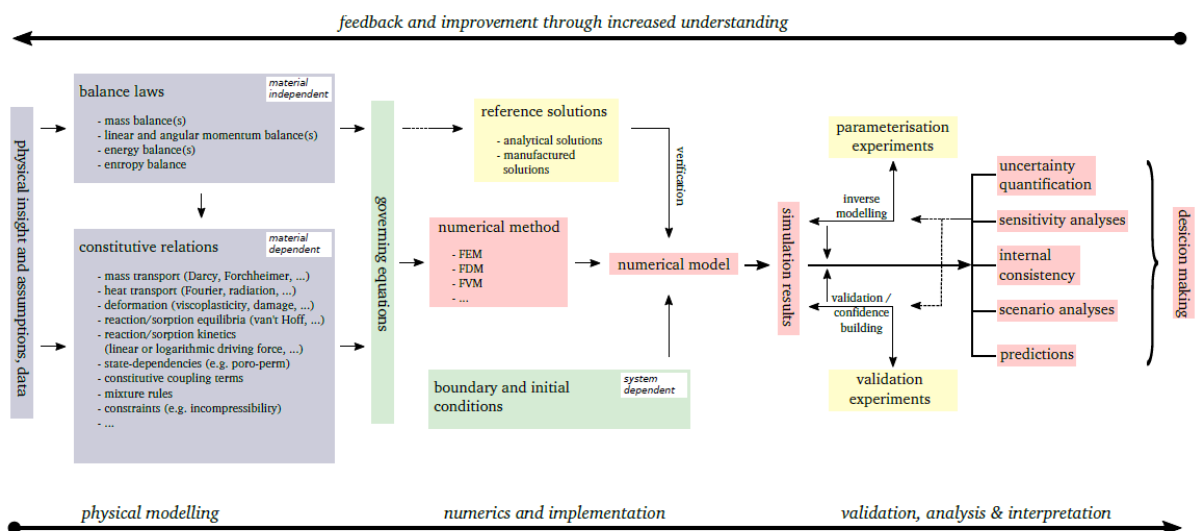 feedback and improvement through increased understanding
physical insight and assumptions, data
balance laws
material
independent
- mass balance(s)
- linear and angular momentum balance(s)
- energy balance(s)
- entropy balance
constitutive relations
material
dependent
- mass transport (Darcy, Forchheimer, ...)
- heat transport (Fourier, radiation, ...)
- deformation (viscoplasticity, damage, ...)
- reaction/sorption equilibria (van't Hoff, ...)
- reaction/sorption kinetics
(linear or logarithmic driving force, ...)
- state-dependencies (e.g. poro-perm)
- constitutive coupling terms
- mixture rules
- constraints (e.g. incompressibility)
- ...
governing equations
reference solutions
- analytical solutions
- manufactured
solutions
verification
numerical method
- FEM
- FDM
- FVM
- ...
numerical model
boundary and initial
conditions
system
dependent
simulation results
parameterisation
experiments
inverse
modelling
validation /
confidence
building
validation
experiments
uncertainty
quantification
sensitivity analyses
internal
consistency
scenario analyses
predictions
desicion making
physical modelling
numerics and implementation
validation, analysis & interpretation